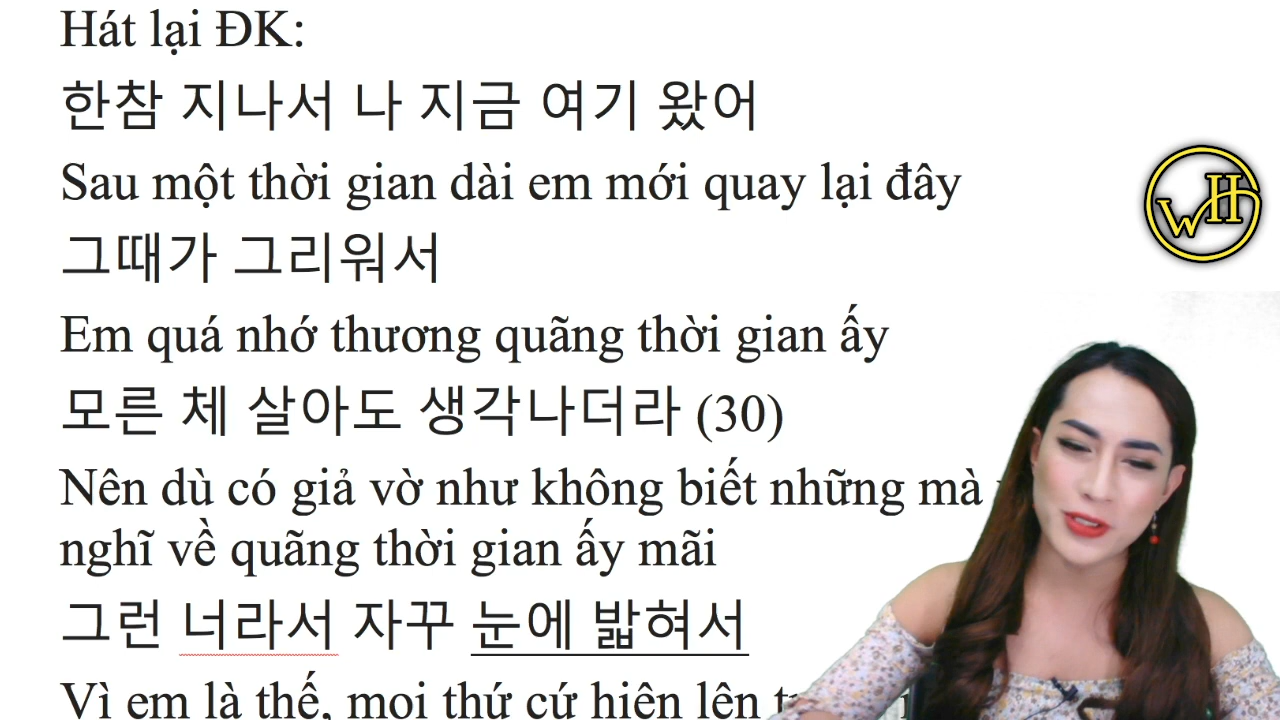 Hát lại ĐK:
한참 지나서 나 지금 여기 왔어
Sau một thời gian dài em mới quay lại đây
그때가 그리워서
Em quá nhớ thương quãng thời gian ấy
모른 체 살아도 생각나더라 (30)
Nên dù có giả vờ như không biết những mà
nghĩ về quãng thời gian ấy mãi
그런 너라서 자꾸 눈에 밟혀서
Vì em là thế, mọi thứ cứ hiện lên
WH